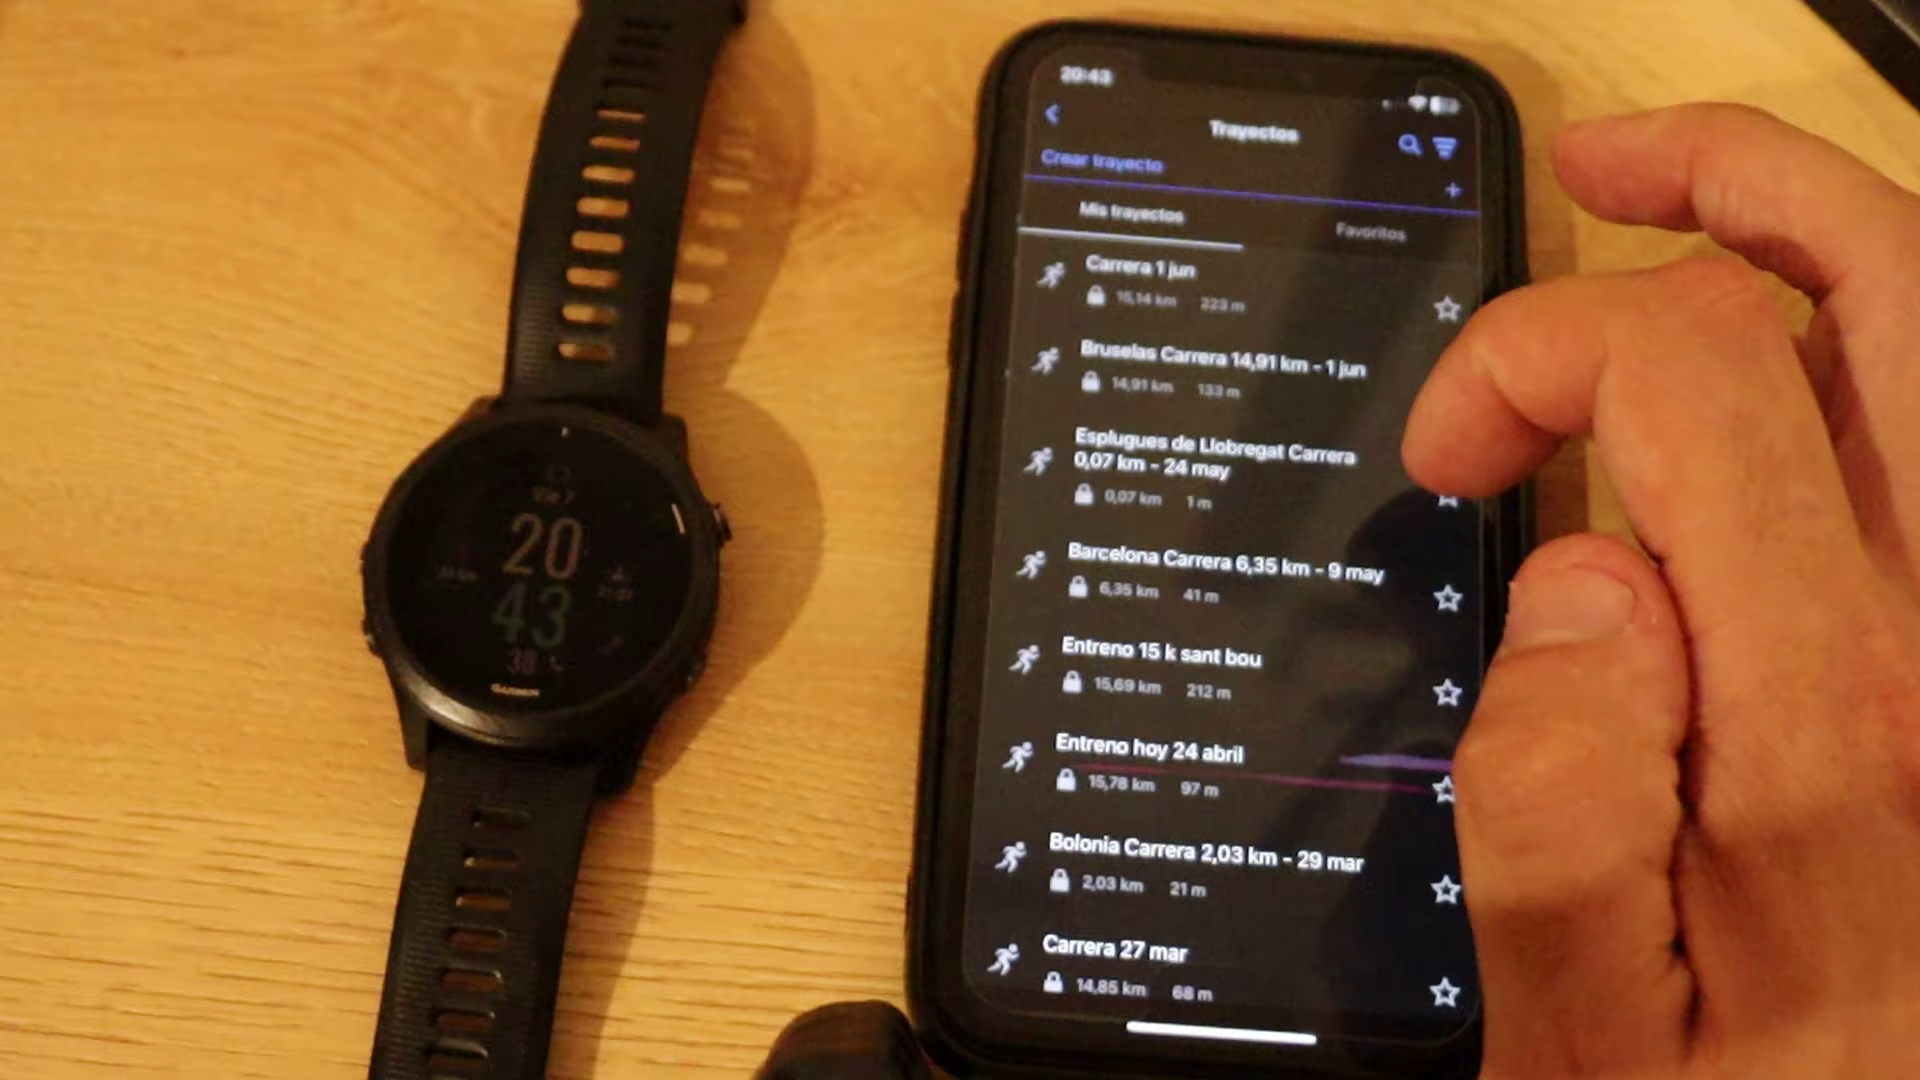 20:43
Trayectos
Crear trayecto
+
Mis trayectos
Favoritos
Carrera 1 jun
223 m
Bruselas Carrera 14,91 km - 1 jun
14,91 km 133 m
Esplugues de Llobregat Carrera
0,07 km - 24 may
0,07 km 1 m
Barcelona Carrera 6,35 km - 9 may
6,35 km 41 m
Entreno 15 k sant bou
15,69 km 212 m
Entreno hoy 24 abril
15,78 km 97 m
Bolonia Carrera 2,03 km - 29 mar
2,03 km 21 m
Carrera 27 mar
14,85 km 68 m
20
43
GARMIN